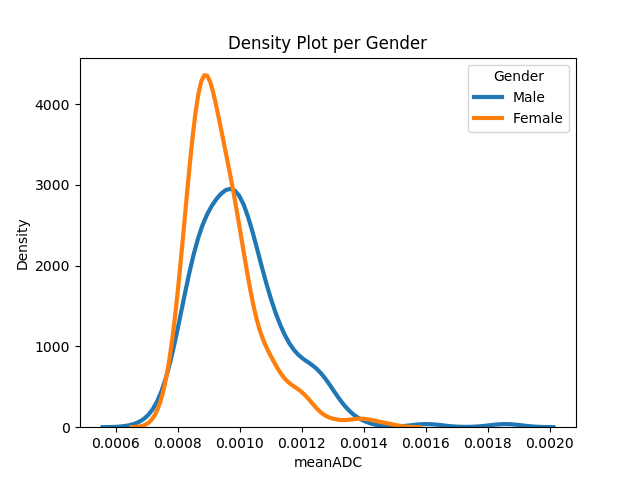 Density Plot per Gender
Gender
Male
Female
Density
4000
3000
2000
1000
0
0.0006 0.0008 0.0010 0.0012 0.0014 0.0016 0.0018 0.0020
meanADC